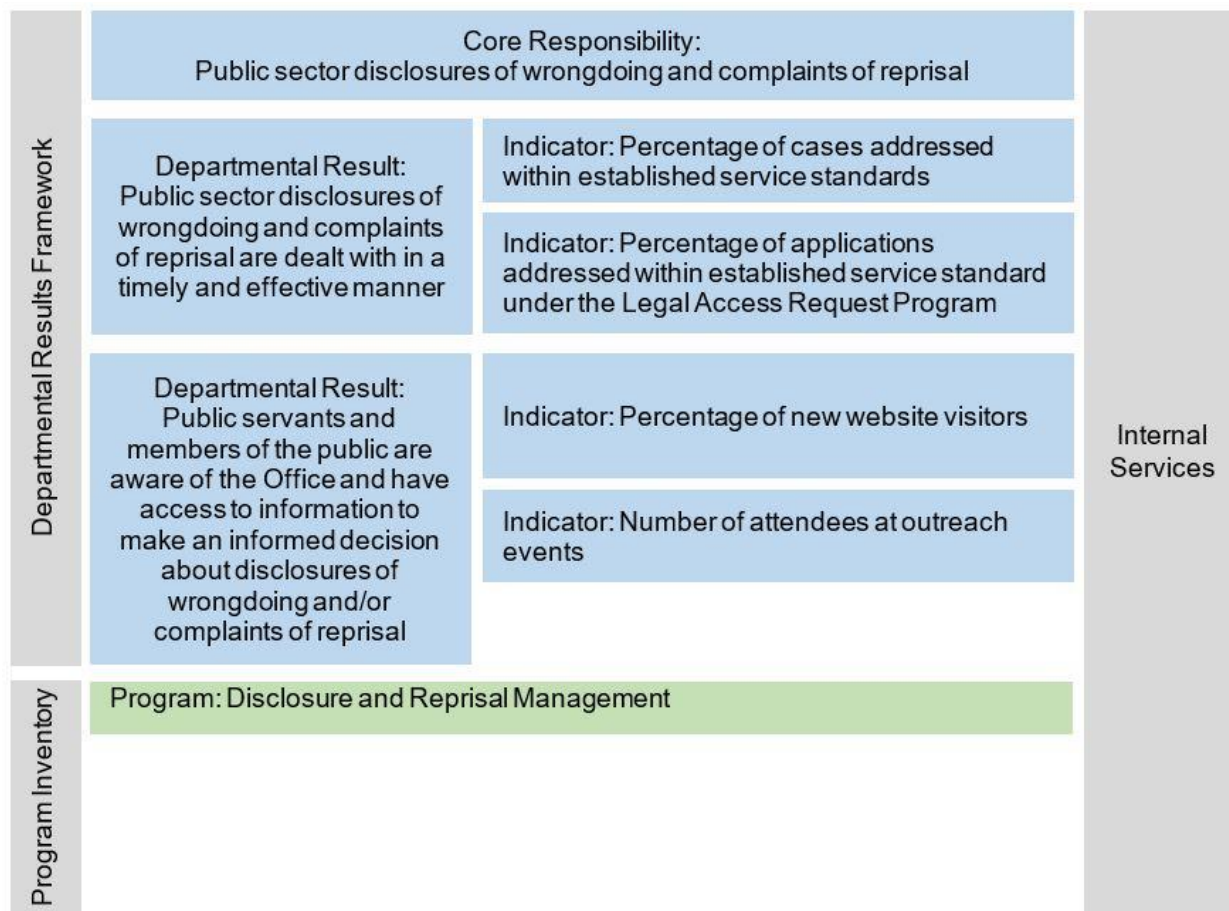 Departmental Results Framework
Core Responsibility:
Public sector disclosures of wrongdoing and complaints of reprisal
Departmental Result:
Public sector disclosures of
wrongdoing and complaints
of reprisal are dealt with in a
timely and effective manner
Indicator: Percentage of cases addressed
within established service standards
Indicator: Percentage of applications
addressed within established service standard
under the Legal Access Request Program
Departmental Result:
Public servants and
members of the public are
aware of the Office and have
access to information to
make an informed decision
about disclosures of
wrongdoing and/or
complaints of reprisal
Indicator: Percentage of new website visitors
Indicator: Number of attendees at outreach
events
Internal
Services
Program Inventory
Program: Disclosure and Reprisal Management